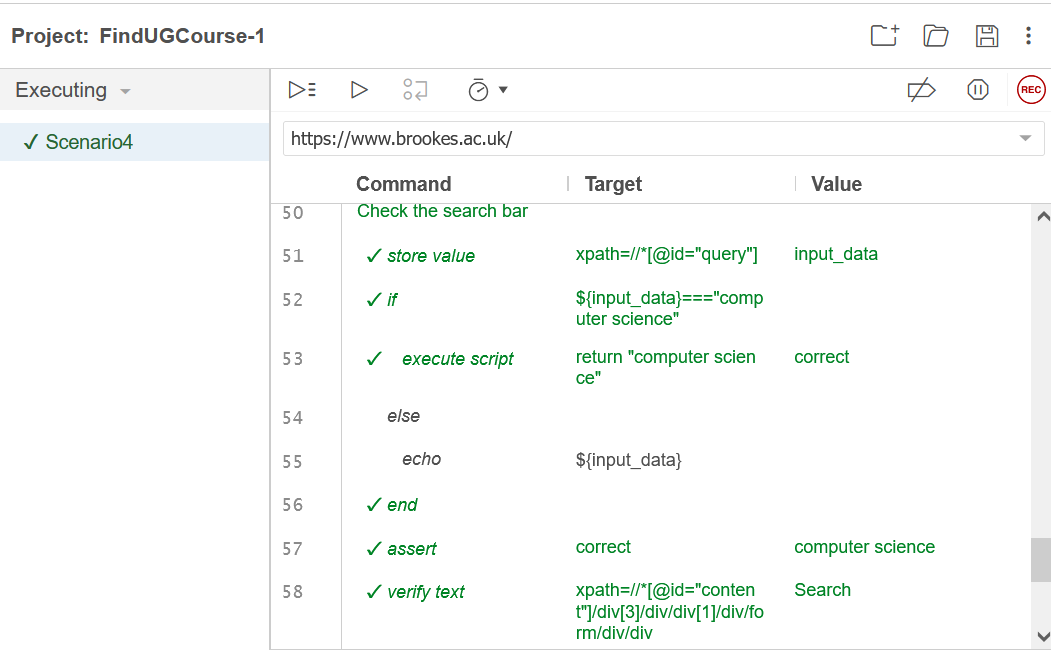 Project: FindUGCourse-1
Executing
✓ Scenario4
REC
https://www.brookes.ac.uk/
Command Target Value
50 Check the search bar
51 ✓ store value xpath=//*[@id="query"] input_data
52 ✓ if ${input_data}==="comp
uter science"
53 ✓ execute script return "computer scien correct
ce"
54 else
55 echo ${input_data}
56 ✓ end
57 ✓ assert correct computer science
58 ✓ verify text xpath=//*[@id="conten Search
t"]/div[3]/div/div[1]/div/fo
rm/div/div